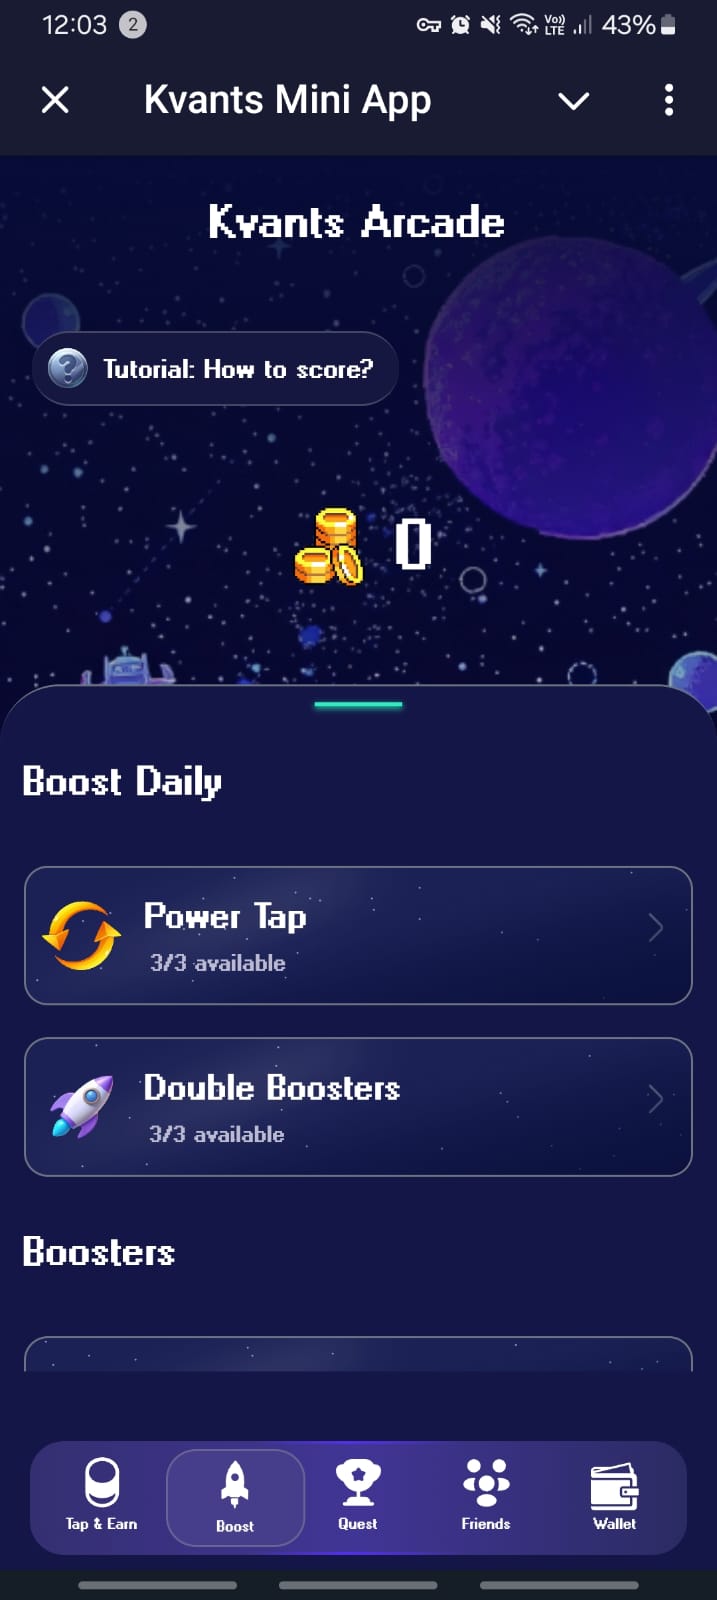 12:03 2 Vo)) LTE 43%
Kvants Mini App
Kvants Arcade
Tutorial: How to score?
0
Boost Daily
Power Tap
3/3 available
Double Boosters
3/3 available
Boosters
Tap & Earn Boost Quest Friends Wallet